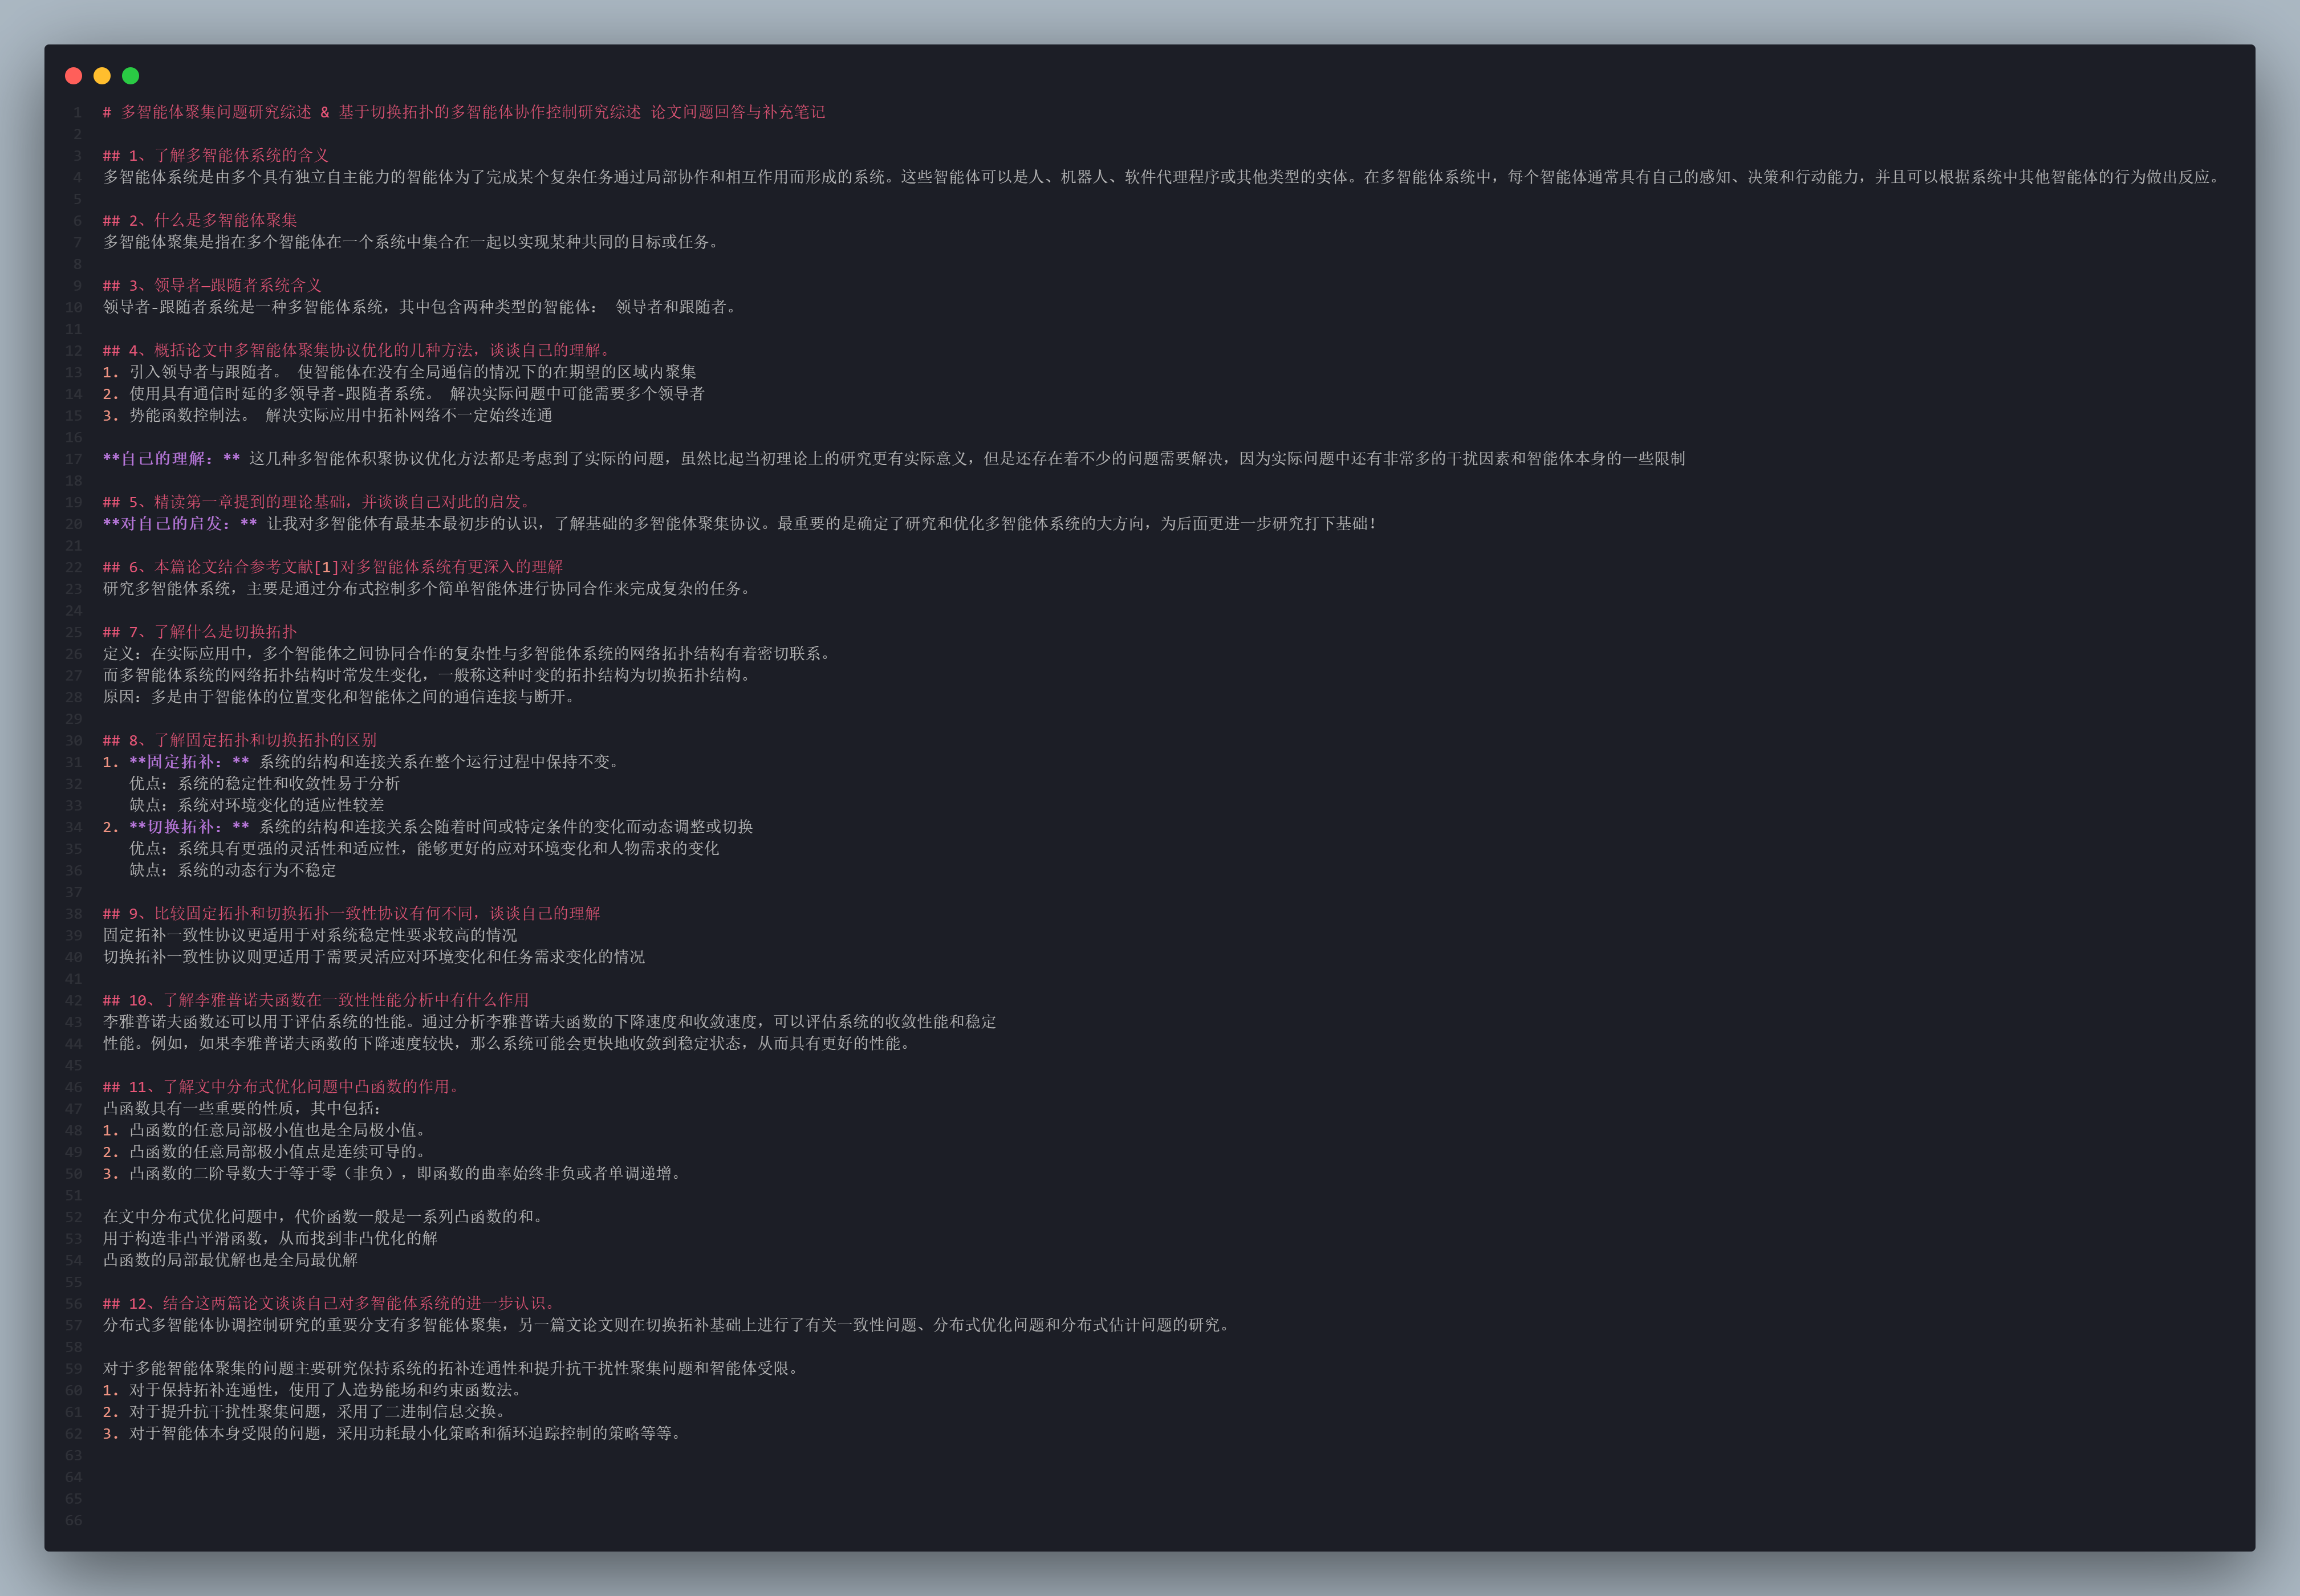 1 # 多智能体聚集问题研究综述 & 基于切换拓扑的多智能体协作控制研究综述 论文问题回答与补充笔记
2
3 ## 1、了解多智能体系统的含义
4 多智能体系统是由多个具有独立自主能力的智能体为了完成某个复杂任务通过局部协作和相互作用而形成的系统。这些智能体可以是人、机器人、软件代理程序或其他类型的实体。在多智能体系统中，每个智能体通常具有自己的感知、决策和行动能力，并且可以根据系统中其他智能体的行为做出反应。
5
6 ## 2、什么是多智能体聚集
7 多智能体聚集是指在多个智能体在一个系统中集合在一起以实现某种共同的目标或任务。
8
9 ## 3、领导者—跟随者系统含义
10 领导者-跟随者系统是一种多智能体系统，其中包含两种类型的智能体： 领导者和跟随者。
11
12 ## 4、概括论文中多智能体聚集协议优化的几种方法，谈谈自己的理解。
13 1. 引入领导者与跟随者。 使智能体在没有全局通信的情况下的在期望的区域内聚集
14 2. 使用具有通信时延的多领导者-跟随者系统。 解决实际问题中可能需要多个领导者
15 3. 势能函数控制法。 解决实际应用中拓补网络不一定始终连通
16
17 **自己的理解：** 这几种多智能体积聚协议优化方法都是考虑到了实际的问题，虽然比起当初理论上的研究更有实际意义，但是还存在着不少的问题需要解决，因为实际问题中还有非常多的干扰因素和智能体本身的一些限制
18
19 ## 5、精读第一章提到的理论基础，并谈谈自己对此的启发。
20 **对自己的启发：** 让我对多智能体有最基本最初步的认识，了解基础的多智能体聚集协议。最重要的是确定了研究和优化多智能体系统的大方向，为后面更进一步研究打下基础！
21
22 ## 6、本篇论文结合参考文献[1]对多智能体系统有更深入的理解
23 研究多智能体系统，主要是通过分布式控制多个简单智能体进行协同合作来完成复杂的任务。
24
25 ## 7、了解什么是切换拓扑
26 定义：在实际应用中，多个智能体之间协同合作的复杂性与多智能体系统的网络拓扑结构有着密切联系。
27 而多智能体系统的网络拓扑结构时常发生变化，一般称这种时变的拓扑结构为切换拓扑结构。
28 原因：多是由于智能体的位置变化和智能体之间的通信连接与断开。
29
30 ## 8、了解固定拓扑和切换拓扑的区别
31 1. **固定拓补：** 系统的结构和连接关系在整个运行过程中保持不变。
32 优点：系统的稳定性和收敛性易于分析
33 缺点：系统对环境变化的适应性较差
34 2. **切换拓补：** 系统的结构和连接关系会随着时间或特定条件的变化而动态调整或切换
35 优点：系统具有更强的灵活性和适应性，能够更好的应对环境变化和人物需求的变化
36 缺点：系统的动态行为不稳定
37
38 ## 9、比较固定拓扑和切换拓扑一致性协议有何不同，谈谈自己的理解
39 固定拓补一致性协议更适用于对系统稳定性要求较高的情况
40 切换拓补一致性协议则更适用于需要灵活应对环境变化和任务需求变化的情况
41
42 ## 10、了解李雅普诺夫函数在一致性性能分析中有什么作用
43 李雅普诺夫函数还可以用于评估系统的性能。通过分析李雅普诺夫函数的下降速度和收敛速度，可以评估系统的收敛性能和稳定
44 性能。例如，如果李雅普诺夫函数的下降速度较快，那么系统可能会更快地收敛到稳定状态，从而具有更好的性能。
45
46 ## 11、了解文中分布式优化问题中凸函数的作用。
47 凸函数具有一些重要的性质，其中包括：
48 1. 凸函数的任意局部极小值也是全局极小值。
49 2. 凸函数的任意局部极小值点是连续可导的。
50 3. 凸函数的二阶导数大于等于零（非负），即函数的曲率始终非负或者单调递增。
51
52 在文中分布式优化问题中，代价函数一般是一系列凸函数的和。
53 用于构造非凸平滑函数，从而找到非凸优化的解
54 凸函数的局部最优解也是全局最优解
55
56 ## 12、结合这两篇论文谈谈自己对多智能体系统的进一步认识。
57 分布式多智能体协调控制研究的重要分支有多智能体聚集，另一篇文论文则在切换拓补基础上进行了有关一致性问题、分布式优化问题和分布式估计问题的研究。
58
59 对于多能智能体聚集的问题主要研究保持系统的拓补连通性和提升抗干扰性聚集问题和智能体受限。
60 1. 对于保持拓补连通性，使用了人造势能场和约束函数法。
61 2. 对于提升抗干扰性聚集问题，采用了二进制信息交换。
62 3. 对于智能体本身受限的问题，采用功耗最小化策略和循环追踪控制的策略等等。
63
64
65
66